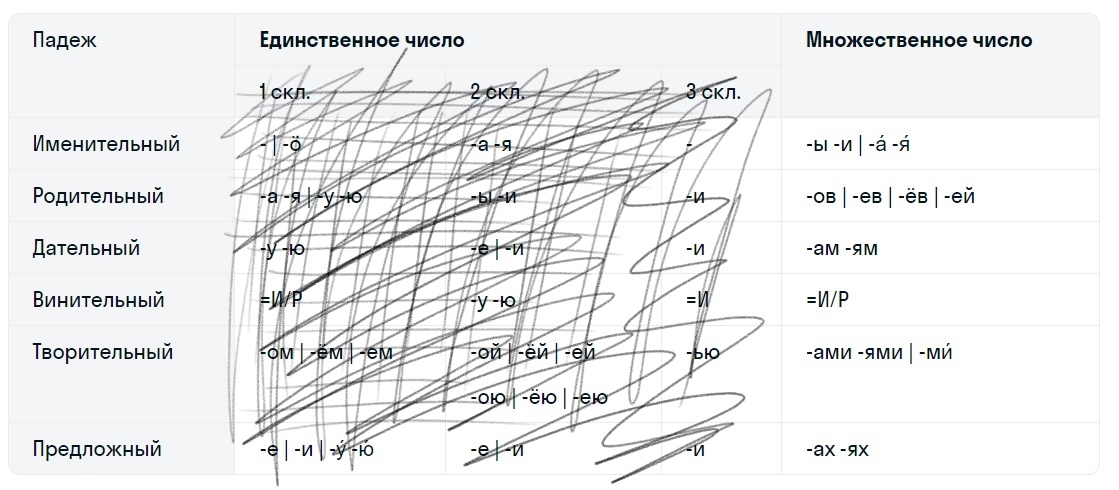 Падеж Единственное число Множественное число
1 скл. 2 скл. 3 скл.
Именительный - | -ö -а -я - -ы -и | -а́ -я́
Родительный -а -я | -у -ю -ы -и -и -ов | -ев | -ёв | -ей
Дательный -у -ю -е | -и -и -ам -ям
Винительный =И/Р -у -ю =И =И/Р
Творительный -ом | -ём | -ем -ой | -ёй | -ей -ью -ами -ями | -ми́
-ою | -ёю | -ею
Предложный -е | -и | -у́ -ю́ -е | -и -и -ах -ях